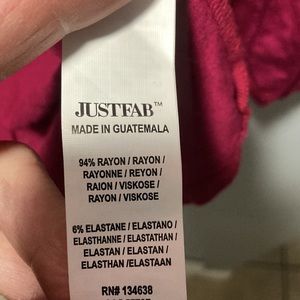 JUSTFAB™
MADE IN GUATEMALA
94% RAYON / RAYON /
RAYONNE / REYON /
RAION / VISKOSE /
RAYON / VISKOSE
6% ELASTANE / ELASTANO /
ELASTHANNE / ELASTATHAN /
ELASTAN / ELASTAN /
ELASTHAN /ELASTAAN
RN# 134638